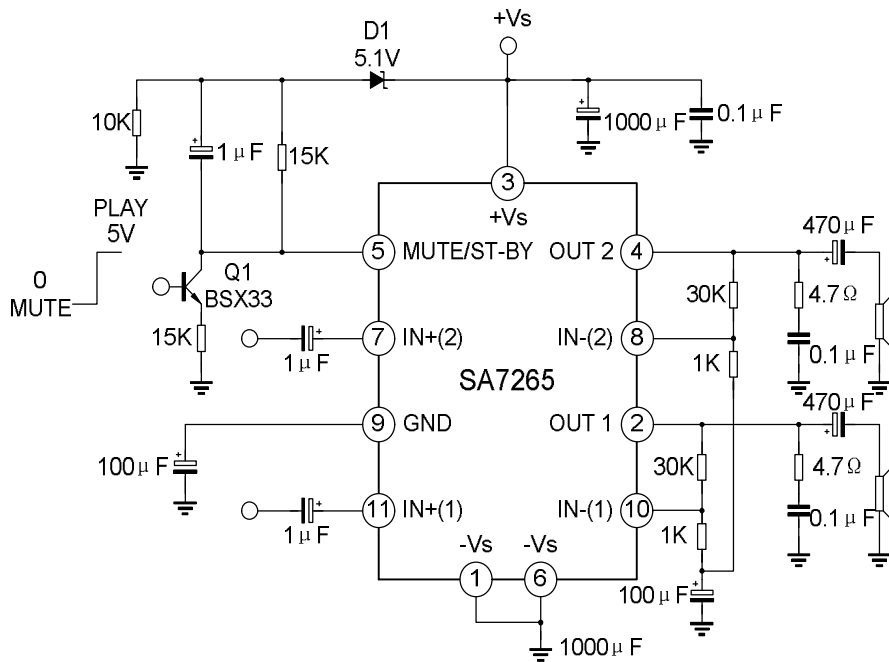 +Vs
D1
5.1V
10K
1μF
15K
1000μF
0.1μF
3
+Vs
PLAY
5V
0
MUTE
Q1
BSX33
15K
5
MUTE/ST-BY
OUT 2
4
470μF
30K
4.7Ω
1μF
7
IN+(2)
IN-(2)
8
1K
0.1μF
SA7265
470μF
100μF
9
GND
OUT 1
2
30K
4.7Ω
1μF
11
IN+(1)
IN-(1)
10
1K
0.1μF
-Vs
-Vs
1
6
100μF
1000μF